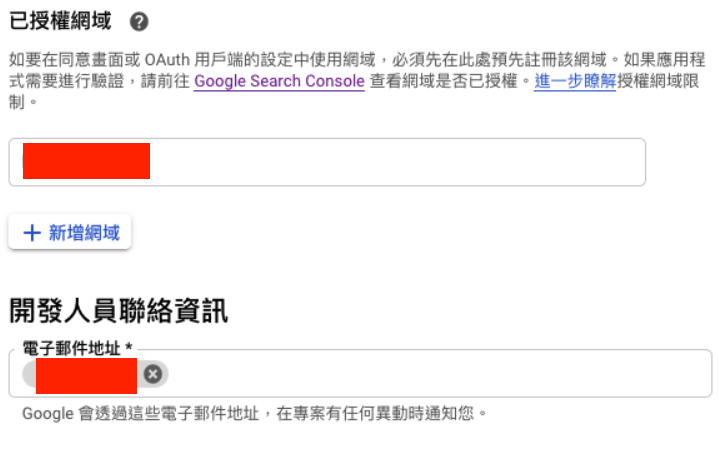 已授權網域
如要在同意畫面或 OAuth 用戶端的設定中使用網域，必須先在此處預先註冊該網域。如果應用程
式需要進行驗證，請前往 Google Search Console 查看網域是否已授權。進一步瞭解授權網域限
制。
新增網域
開發人員聯絡資訊
電子郵件地址 *
Google 會透過這些電子郵件地址，在專案有任何異動時通知您。